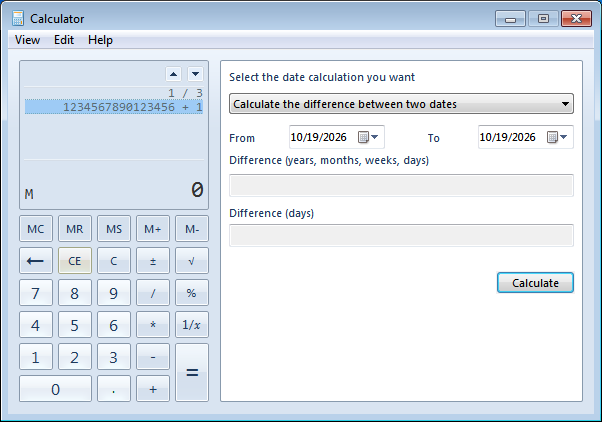 Calculator
View Edit Help
1 / 3
1234567890123456 + 1
M 0
MC MR MS M+ M-
← CE C ± √
7 8 9 / %
4 5 6 * 1/x
1 2 3 - =
0 . +
Select the date calculation you want
Calculate the difference between two dates
From 10/19/2026 To 10/19/2026
Difference (years, months, weeks, days)
Difference (days)
Calculate